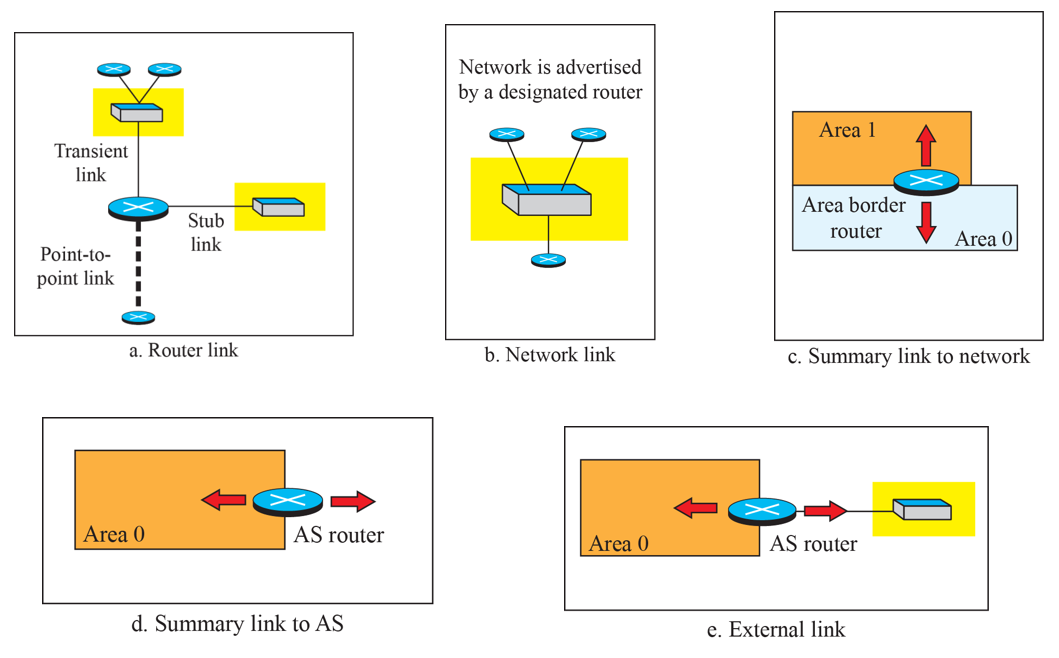 Transient
link
Stub
link
Point-to-
point link
a. Router link
Network is advertised
by a designated router
b. Network link
Area 1
Area border
router
Area 0
c. Summary link to network
Area 0
AS router
d. Summary link to AS
Area 0
AS router
e. External link